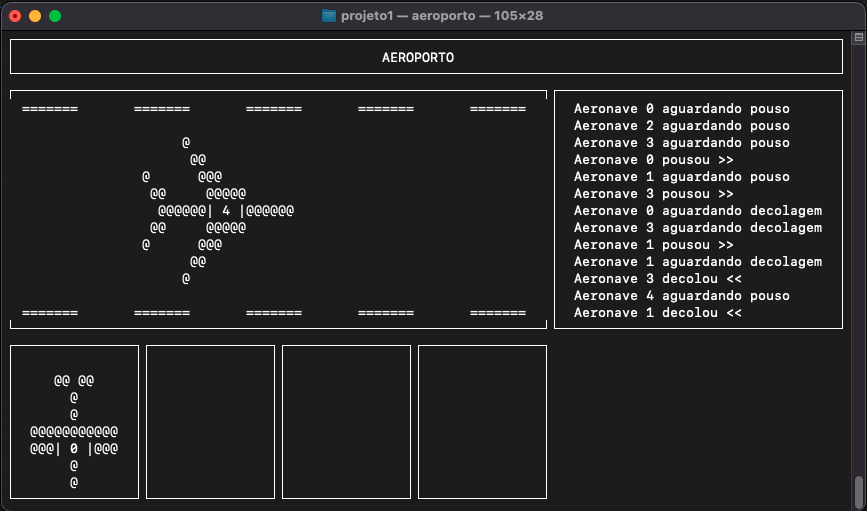 projeto1 — aeroporto — 105×28
AEROPORTO
=======       =======       =======       =======       =======
@
@@
@      @@@
@@     @@@@@
@@@@@@| 4 |@@@@@@
@@     @@@@@
@      @@@
@@
@
=======       =======       =======       =======       =======
Aeronave 0 aguardando pouso
Aeronave 2 aguardando pouso
Aeronave 3 aguardando pouso
Aeronave 0 pousou >>
Aeronave 1 aguardando pouso
Aeronave 3 pousou >>
Aeronave 0 aguardando decolagem
Aeronave 3 aguardando decolagem
Aeronave 1 pousou >>
Aeronave 1 aguardando decolagem
Aeronave 3 decolou <<
Aeronave 4 aguardando pouso
Aeronave 1 decolou <<
@@ @@
@
@
@@@@@@@@@@@
@@@| 0 |@@@
@
@